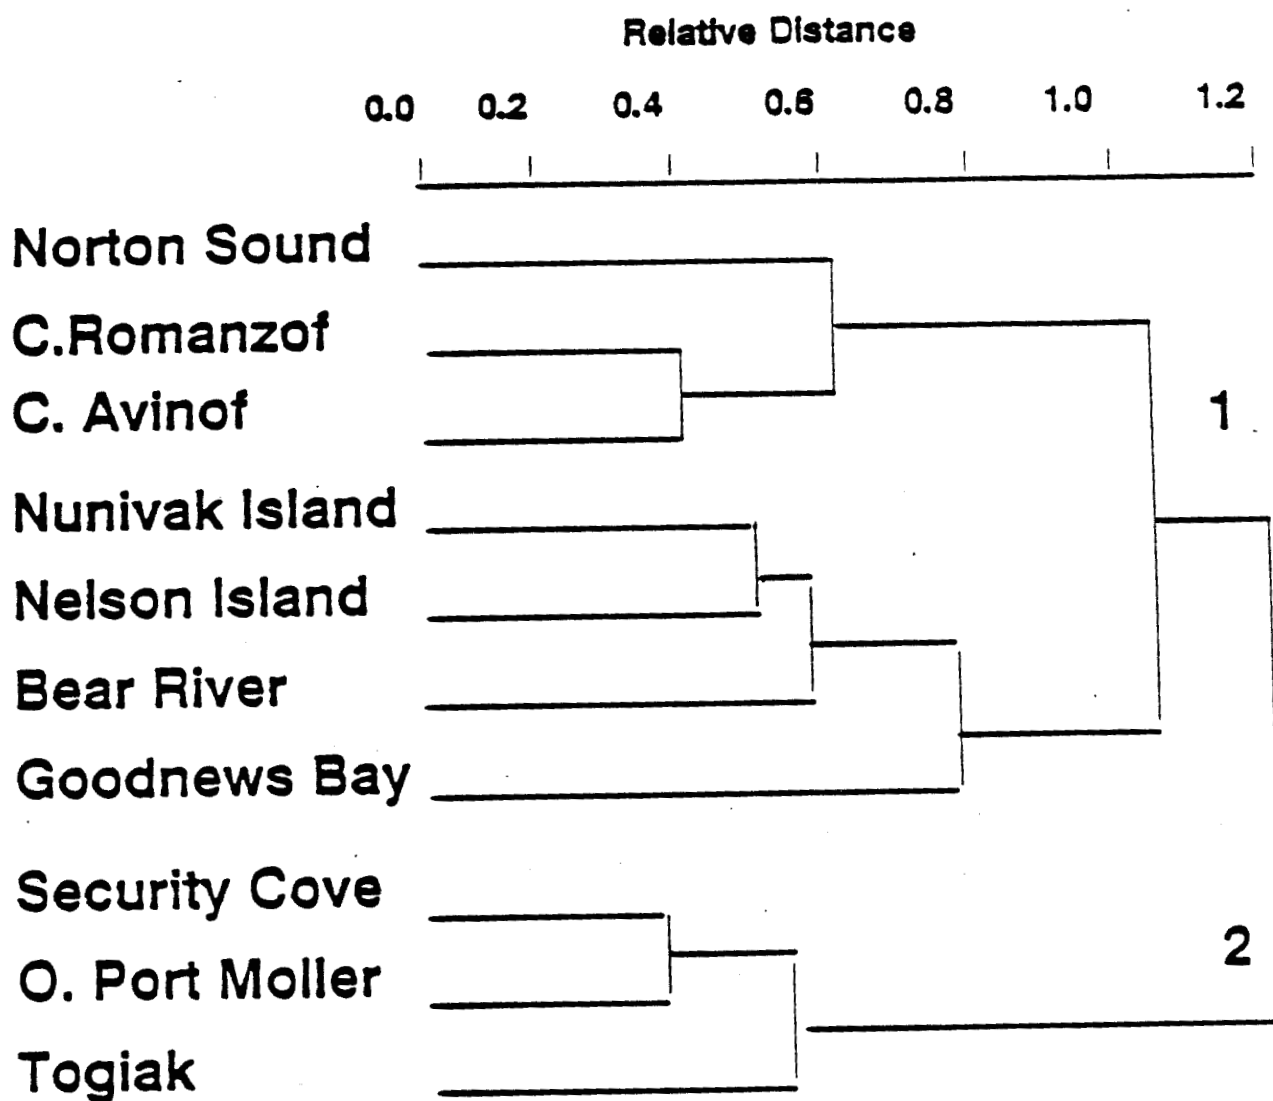 Relative Distance
0.0 0.2 0.4 0.6 0.8 1.0 1.2
Norton Sound
C.Romanzof
C. Avinof
1
Nunivak Island
Nelson Island
Bear River
Goodnews Bay
Security Cove
2
O. Port Moller
Togiak